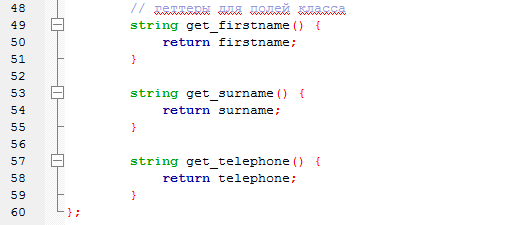 48 // геттеры для полей класса
49 string get_firstname() {
50 return firstname;
51 }
52
53 string get_surname() {
54 return surname;
55 }
56
57 string get_telephone() {
58 return telephone;
59 }
60 };